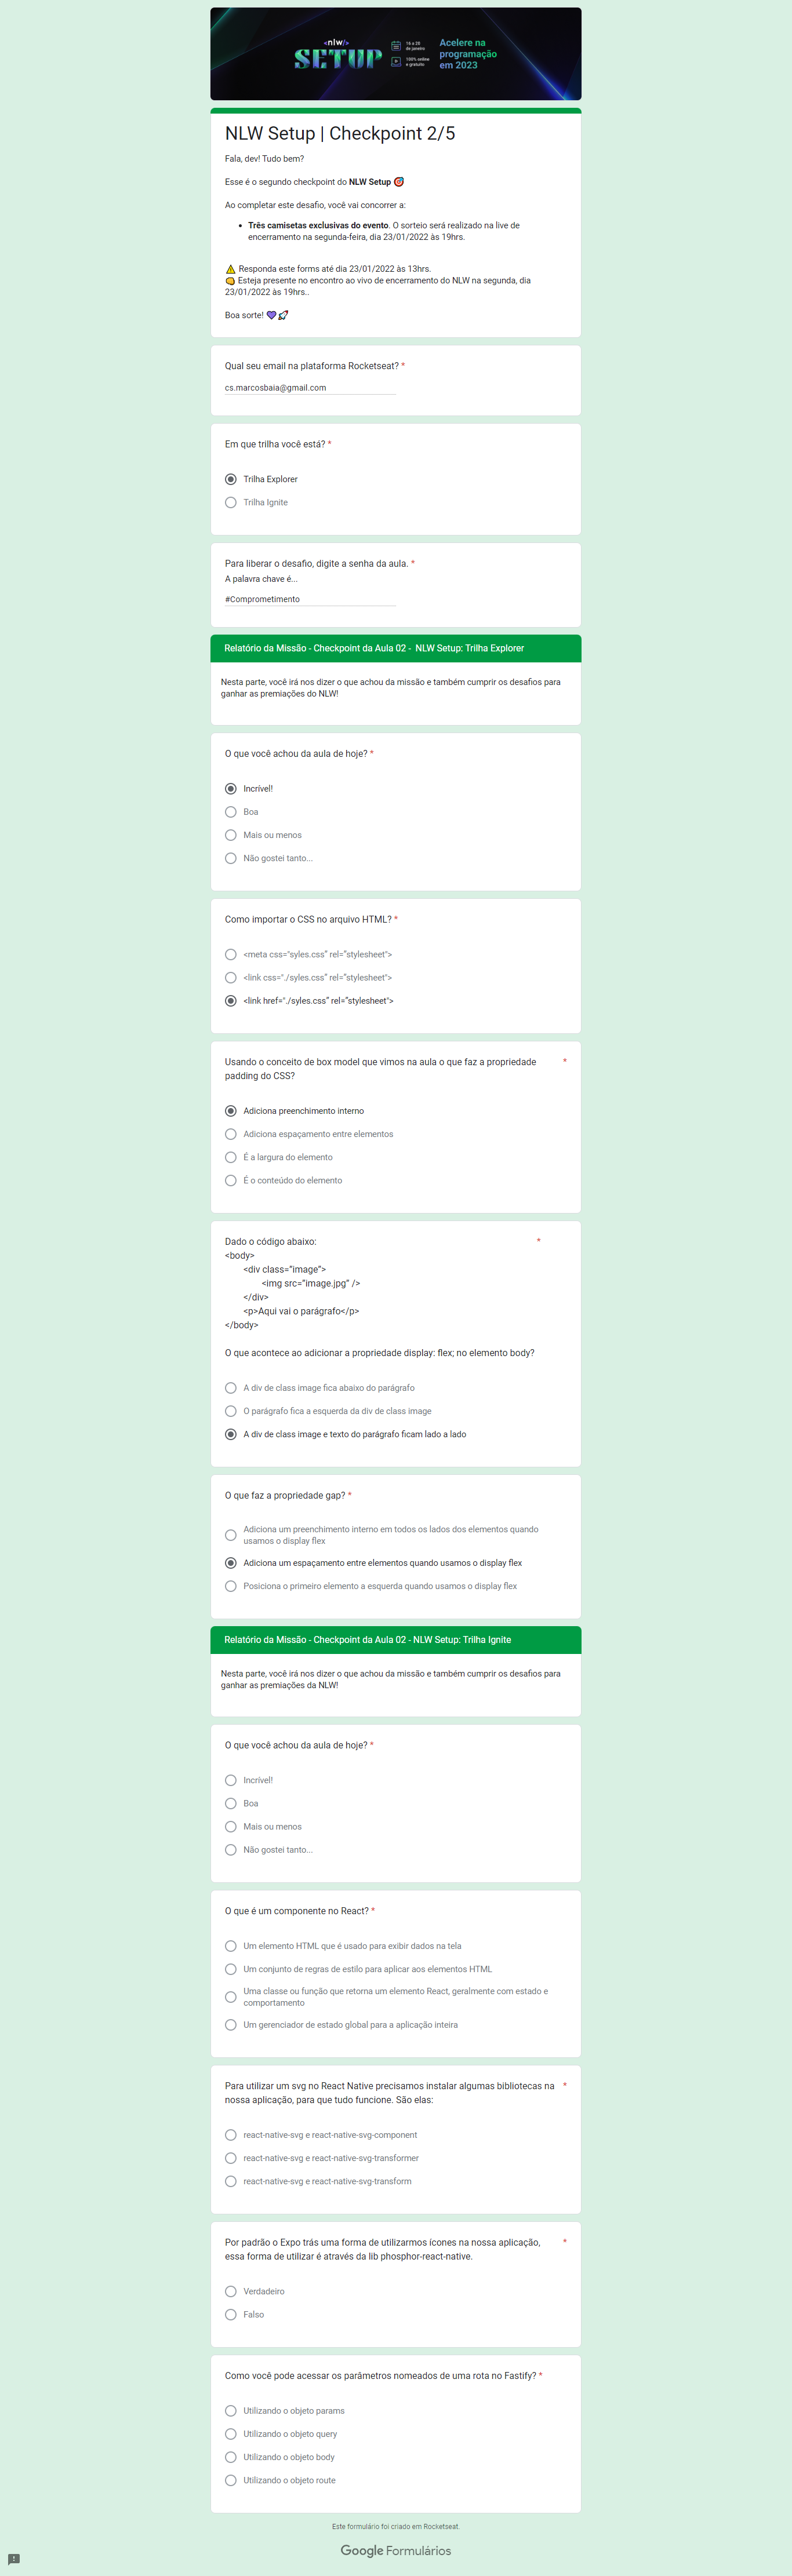 <nlw/>
SETUP
16 a 20
de janeiro
100% online
e gratuito
Acelere na
programação
em 2023
NLW Setup | Checkpoint 2/5
Fala, dev! Tudo bem?
Esse é o segundo checkpoint do NLW Setup 🎯
Ao completar este desafio, você vai concorrer a:
• Três camisetas exclusivas do evento. O sorteio será realizado na live de
encerramento na segunda-feira, dia 23/01/2022 às 19hrs.
⚠️ Responda este forms até dia 23/01/2022 às 13hrs.
👊 Esteja presente no encontro ao vivo de encerramento do NLW na segunda, dia
23/01/2022 às 19hrs..
Boa sorte! 💜🚀
Qual seu email na plataforma Rocketseat? *
cs.marcosbaia@gmail.com
Em que trilha você está? *
Trilha Explorer
Trilha Ignite
Para liberar o desafio, digite a senha da aula. *
A palavra chave é...
#Comprometimento
Relatório da Missão - Checkpoint da Aula 02 - NLW Setup: Trilha Explorer
Nesta parte, você irá nos dizer o que achou da missão e também cumprir os desafios para
ganhar as premiações do NLW!
O que você achou da aula de hoje? *
Incrível!
Boa
Mais ou menos
Não gostei tanto...
Como importar o CSS no arquivo HTML? *
<meta css="syles.css” rel=”stylesheet">
<link css="./syles.css” rel=”stylesheet">
<link href="./syles.css” rel=”stylesheet">
Usando o conceito de box model que vimos na aula o que faz a propriedade *
padding do CSS?
Adiciona preenchimento interno
Adiciona espaçamento entre elementos
É a largura do elemento
É o conteúdo do elemento
Dado o código abaixo: *
<body>
<div class=”image”>
<img src=”image.jpg” />
</div>
<p>Aqui vai o parágrafo</p>
</body>
O que acontece ao adicionar a propriedade display: flex; no elemento body?
A div de class image fica abaixo do parágrafo
O parágrafo fica a esquerda da div de class image
A div de class image e texto do parágrafo ficam lado a lado
O que faz a propriedade gap? *
Adiciona um preenchimento interno em todos os lados dos elementos quando
usamos o display flex
Adiciona um espaçamento entre elementos quando usamos o display flex
Posiciona o primeiro elemento a esquerda quando usamos o display flex
Relatório da Missão - Checkpoint da Aula 02 - NLW Setup: Trilha Ignite
Nesta parte, você irá nos dizer o que achou da missão e também cumprir os desafios para
ganhar as premiações da NLW!
O que você achou da aula de hoje? *
Incrível!
Boa
Mais ou menos
Não gostei tanto...
O que é um componente no React? *
Um elemento HTML que é usado para exibir dados na tela
Um conjunto de regras de estilo para aplicar aos elementos HTML
Uma classe ou função que retorna um elemento React, geralmente com estado e
comportamento
Um gerenciador de estado global para a aplicação inteira
Para utilizar um svg no React Native precisamos instalar algumas bibliotecas na *
nossa aplicação, para que tudo funcione. São elas:
react-native-svg e react-native-svg-component
react-native-svg e react-native-svg-transformer
react-native-svg e react-native-svg-transform
Por padrão o Expo trás uma forma de utilizarmos ícones na nossa aplicação, *
essa forma de utilizar é através da lib phosphor-react-native.
Verdadeiro
Falso
Como você pode acessar os parâmetros nomeados de uma rota no Fastify? *
Utilizando o objeto params
Utilizando o objeto query
Utilizando o objeto body
Utilizando o objeto route
Este formulário foi criado em Rocketseat.
Google Formulários